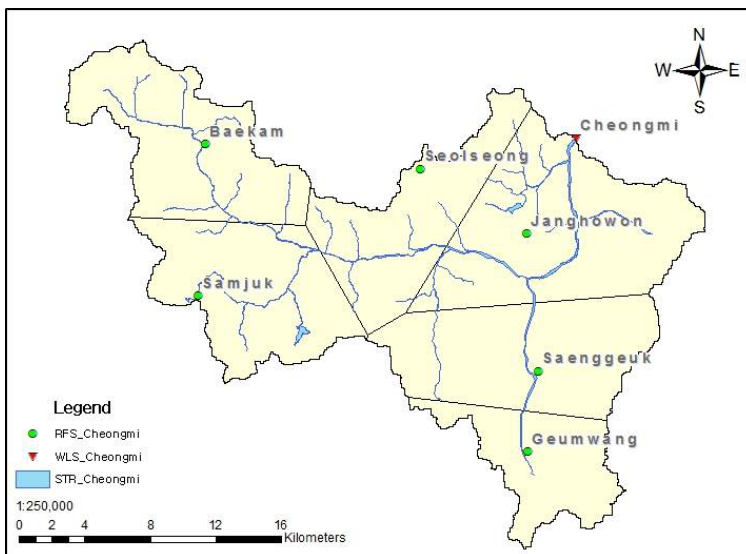 N
W E
S
Cheongmi
Baekam
Seolseong
Janghowon
Samjuk
Saenggeuk
Geumwang
Legend
RFS_Cheongmi
WLS_Cheongmi
STR_Cheongmi
1:250,000
0 2 4 8 12 16
Kilometers